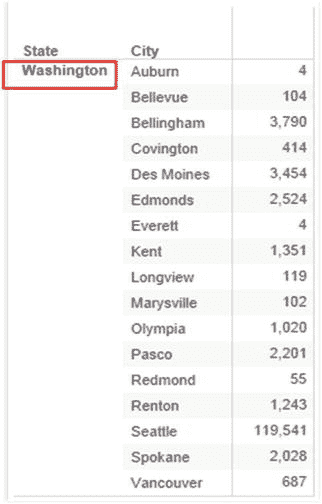 State City
Washington Auburn 4
Bellevue 104
Bellingham 3,790
Covington 414
Des Moines 3,454
Edmonds 2,524
Everett 4
Kent 1,351
Longview 119
Marysville 102
Olympia 1,020
Pasco 2,201
Redmond 55
Renton 1,243
Seattle 119,541
Spokane 2,028
Vancouver 687